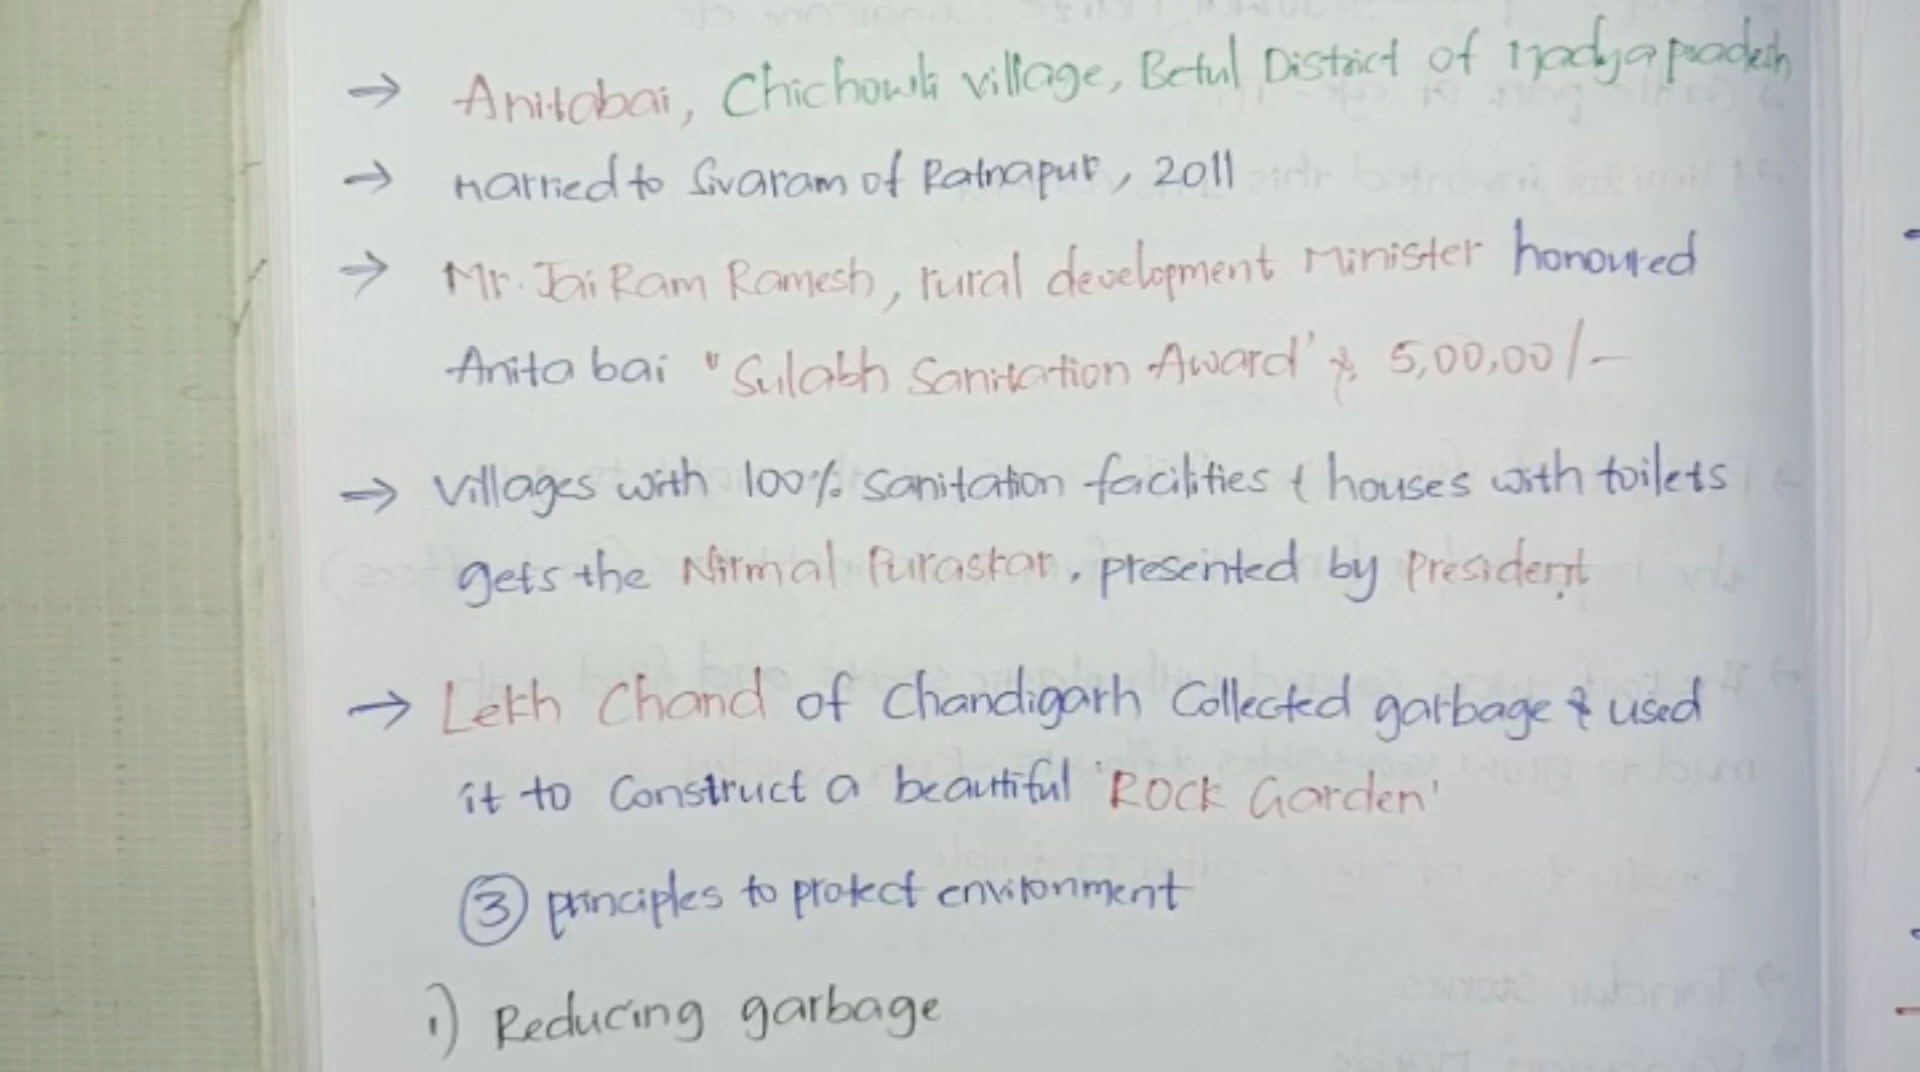 → Anitabai, Chichowli village, Betul District of Madyapradesh
→ Married to Sivaram of Ratnapur, 2011
→ Mr. Jai Ram Ramesh, rural development Minister honoured
Anita bai "Sulabh Sanitation Award' & 5,00,00/-
→ Villages with 100% sanitation facilities & houses with toilets
gets the Nirmal Puraskar, presented by President
→ Lekh Chand of Chandigarh Collected garbage & used
it to Construct a beautiful 'Rock Garden'
③ principles to protect environment
i) Reducing garbage